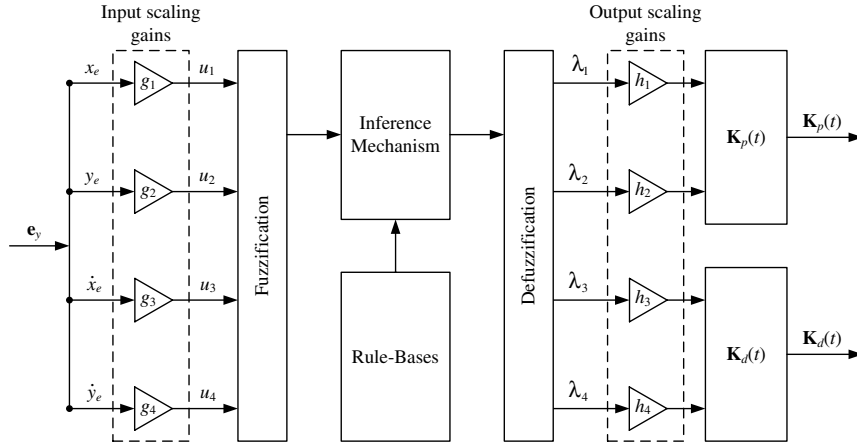 Input scaling
gains
Output scaling
gains
x_e
g_1
u_1
y_e
g_2
u_2
e_y
ẋ_e
g_3
u_3
ẏ_e
g_4
u_4
Fuzzification
Inference
Mechanism
Rule-Bases
Defuzzification
λ_1
h_1
λ_2
h_2
λ_3
h_3
λ_4
h_4
K_p(t)
K_p(t)
K_d(t)
K_d(t)